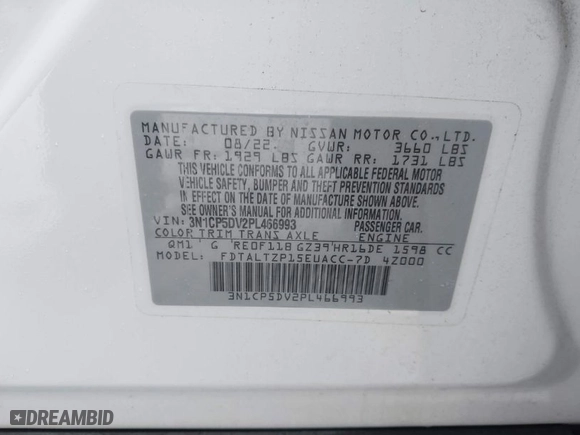 MANUFACTURED BY NISSAN MOTOR CO., LTD.
DATE: 08/22 GVWR: 3660 LBS
GAWR FR: 1929 LBS GAWR RR: 1731 LBS
THIS VEHICLE CONFORMS TO ALL APPLICABLE FEDERAL MOTOR
VEHICLE SAFETY, BUMPER AND THEFT PREVENTION STANDARDS
IN EFFECT ON THE DATE OF MANUFACTURE SHOWN ABOVE.
SEE OWNER'S MANUAL FOR ADDITIONAL INFORMATION.
VIN: 3N1CP5DV2PL466993 PASSENGER CAR.
COLOR TRIM TRANS AXLE ENGINE
QM1 G RE0F11B GZ39 HR16DE 1598 CC
MODEL: FDTALTZP15EUACC-7D 4Z000
3N1CP5DV2PL466993
DREAMBID